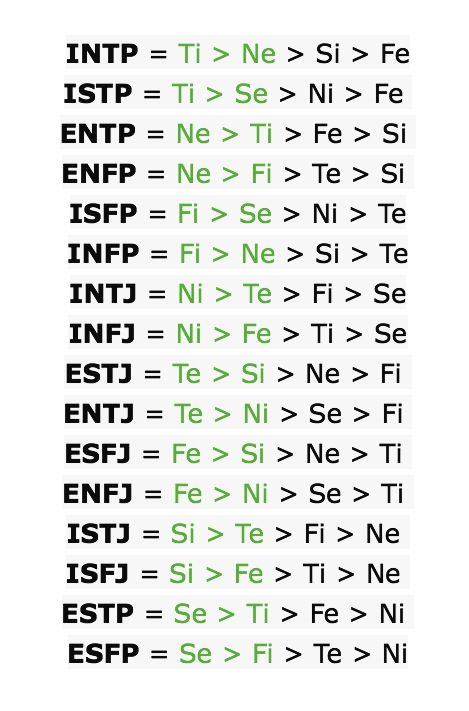 INTP = Ti > Ne > Si > Fe
ISTP = Ti > Se > Ni > Fe
ENTP = Ne > Ti > Fe > Si
ENFP = Ne > Fi > Te > Si
ISFP = Fi > Se > Ni > Te
INFP = Fi > Ne > Si > Te
INTJ = Ni > Te > Fi > Se
INFJ = Ni > Fe > Ti > Se
ESTJ = Te > Si > Ne > Fi
ENTJ = Te > Ni > Se > Fi
ESFJ = Fe > Si > Ne > Ti
ENFJ = Fe > Ni > Se > Ti
ISTJ = Si > Te > Fi > Ne
ISFJ = Si > Fe > Ti > Ne
ESTP = Se > Ti > Fe > Ni
ESFP = Se > Fi > Te > Ni